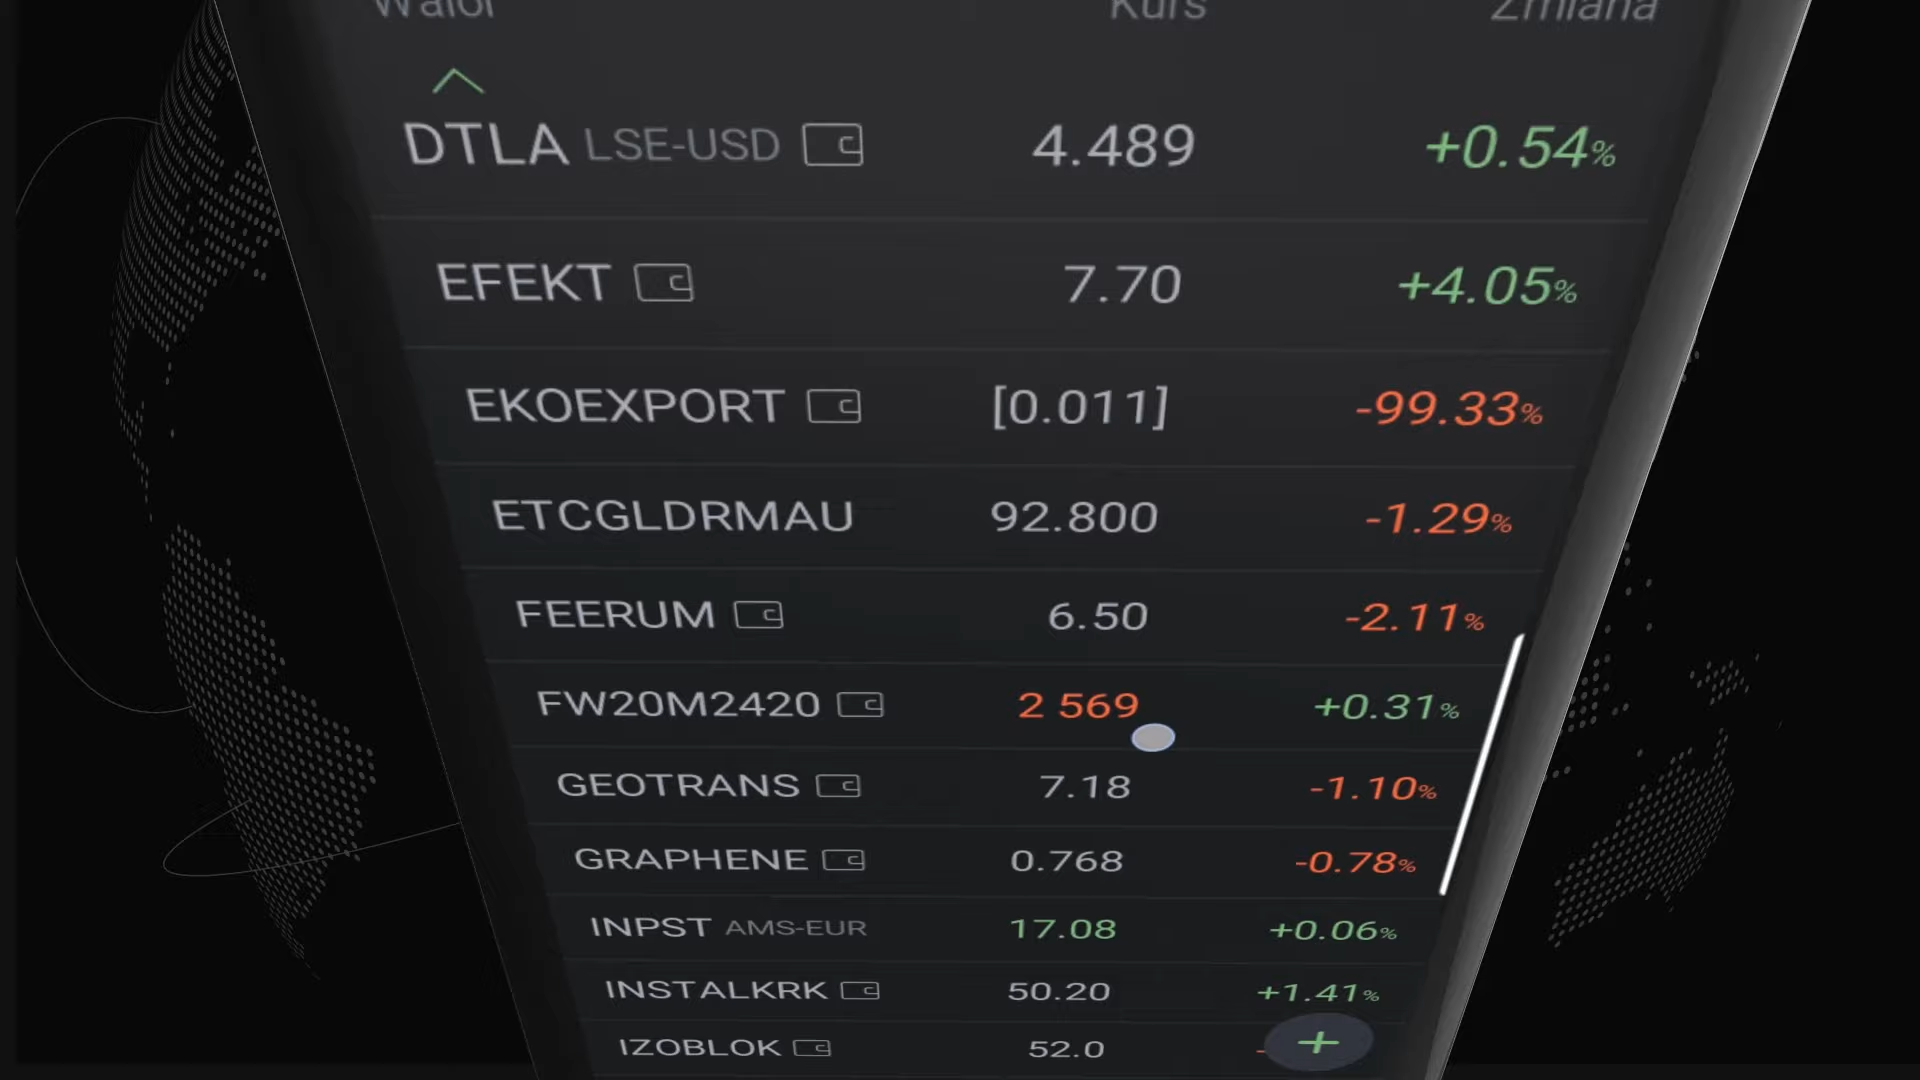 Walor Kurs Zmiana
DTLA LSE-USD 4.489 +0.54%
EFEKT 7.70 +4.05%
EKOEXPORT [0.011] -99.33%
ETCGLDRMAU 92.800 -1.29%
FEERUM 6.50 -2.11%
FW20M2420 2 569 +0.31%
GEOTRANS 7.18 -1.10%
GRAPHENE 0.768 -0.78%
INPST AMS-EUR 17.08 +0.06%
INSTALKRK 50.20 +1.41%
IZOBLOK 52.0 -
+